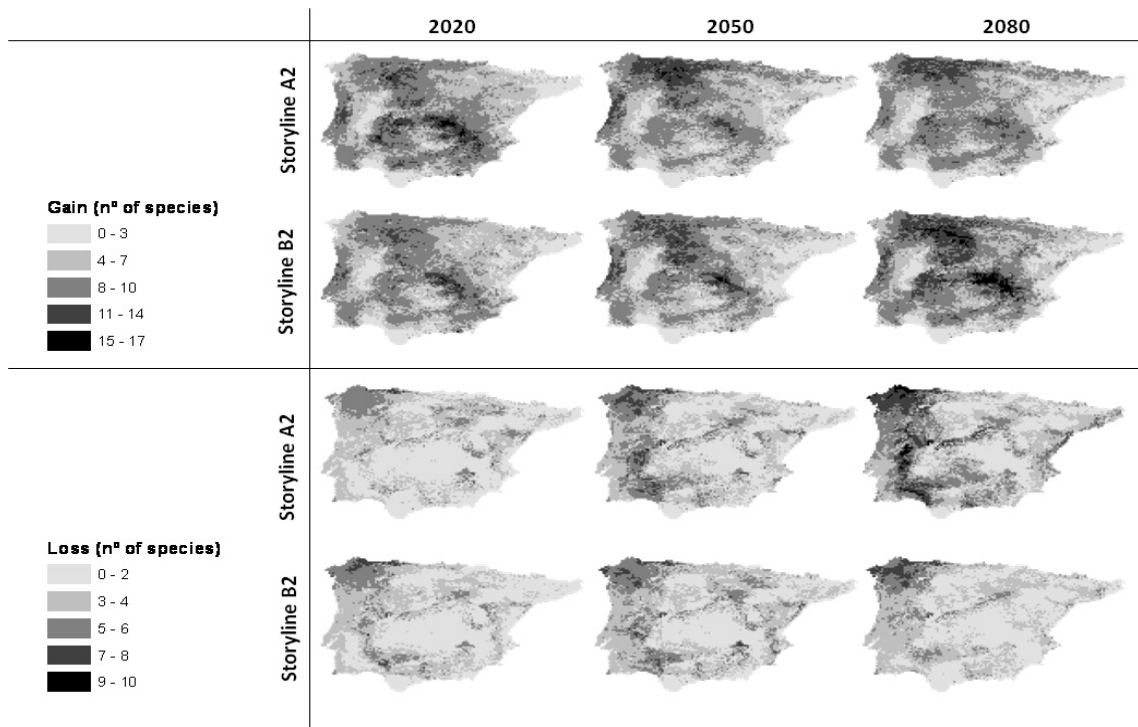 2020 2050 2080
Storyline A2
Storyline B2
Gain (nº of species)
0 - 3
4 - 7
8 - 10
11 - 14
15 - 17
Storyline A2
Storyline B2
Loss (nº of species)
0 - 2
3 - 4
5 - 6
7 - 8
9 - 10